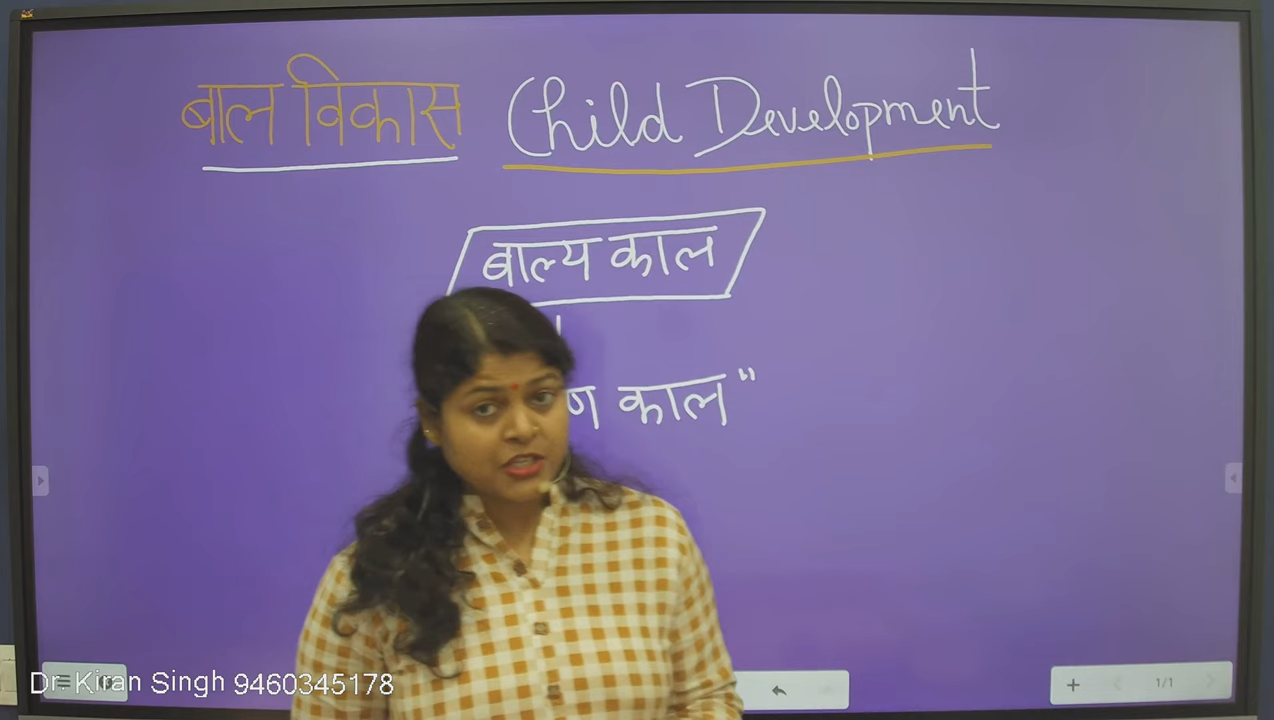 बाल विकास Child Development
बाल्य काल
काल"
Dr. Kiran Singh 9460345178
1/1